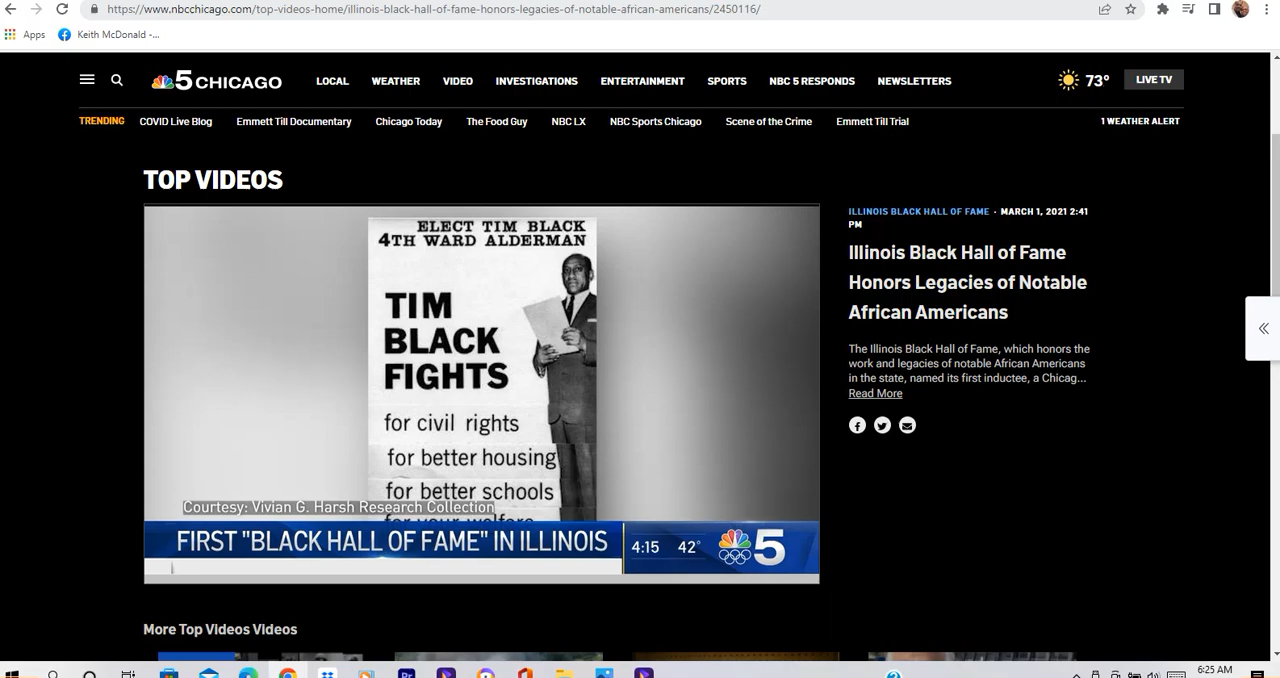 https://www.nbcchicago.com/top-videos-home/illinois-black-hall-of-fame-honors-legacies-of-notable-african-americans/2450116/
Apps
Keith McDonald -...
5 CHICAGO
LOCAL
WEATHER
VIDEO
INVESTIGATIONS
ENTERTAINMENT
SPORTS
NBC 5 RESPONDS
NEWSLETTERS
73°
LIVE TV
TRENDING
COVID Live Blog
Emmett Till Documentary
Chicago Today
The Food Guy
NBC LX
NBC Sports Chicago
Scene of the Crime
Emmett Till Trial
1 WEATHER ALERT
TOP VIDEOS
ELECT TIM BLACK
4TH WARD ALDERMAN
TIM
BLACK
FIGHTS
for civil rights
for better housing
for better schools
for your welfare
Courtesy: Vivian G. Harsh Research Collection
FIRST "BLACK HALL OF FAME" IN ILLINOIS
4:15 42°
5
ILLINOIS BLACK HALL OF FAME • MARCH 1, 2021 2:41
PM
Illinois Black Hall of Fame
Honors Legacies of Notable
African Americans
The Illinois Black Hall of Fame, which honors the
work and legacies of notable African Americans
in the state, named its first inductee, a Chicag...
Read More
More Top Videos Videos
Pr
6:25 AM